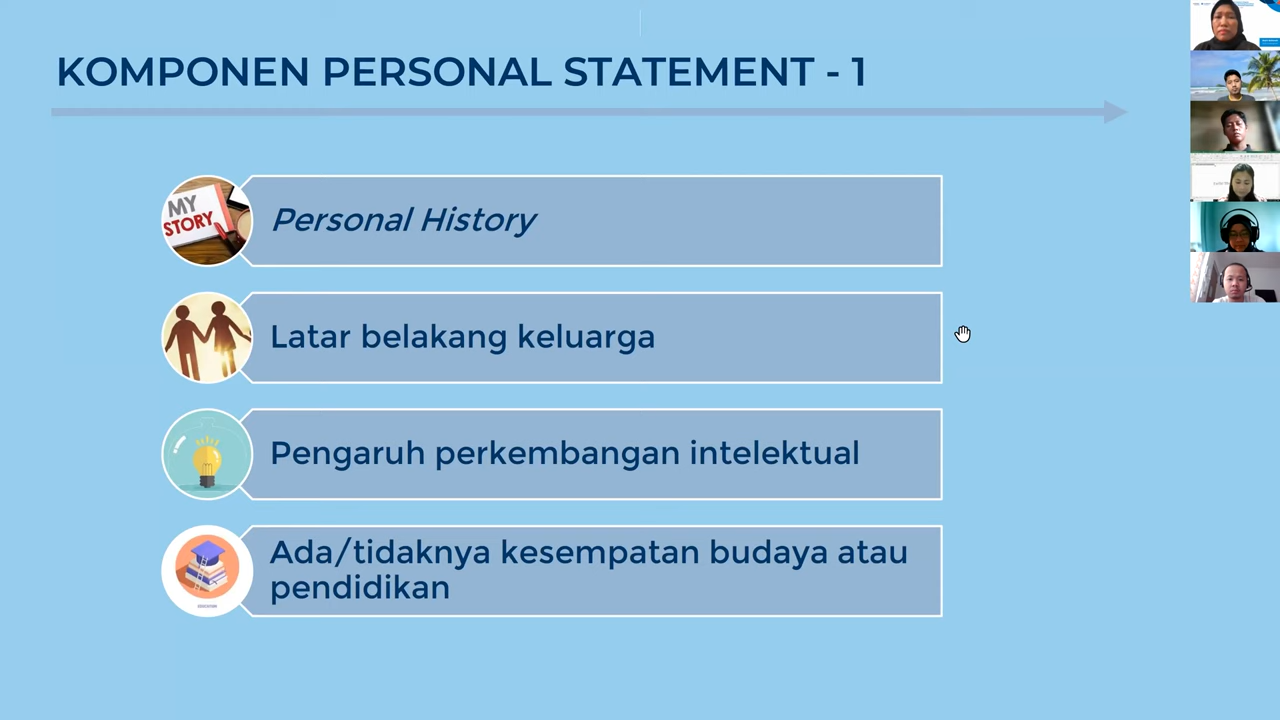 KOMPONEN PERSONAL STATEMENT - 1
MY
STORY
Personal History
Latar belakang keluarga
Pengaruh perkembangan intelektual
Ada/tidaknya kesempatan budaya atau
pendidikan